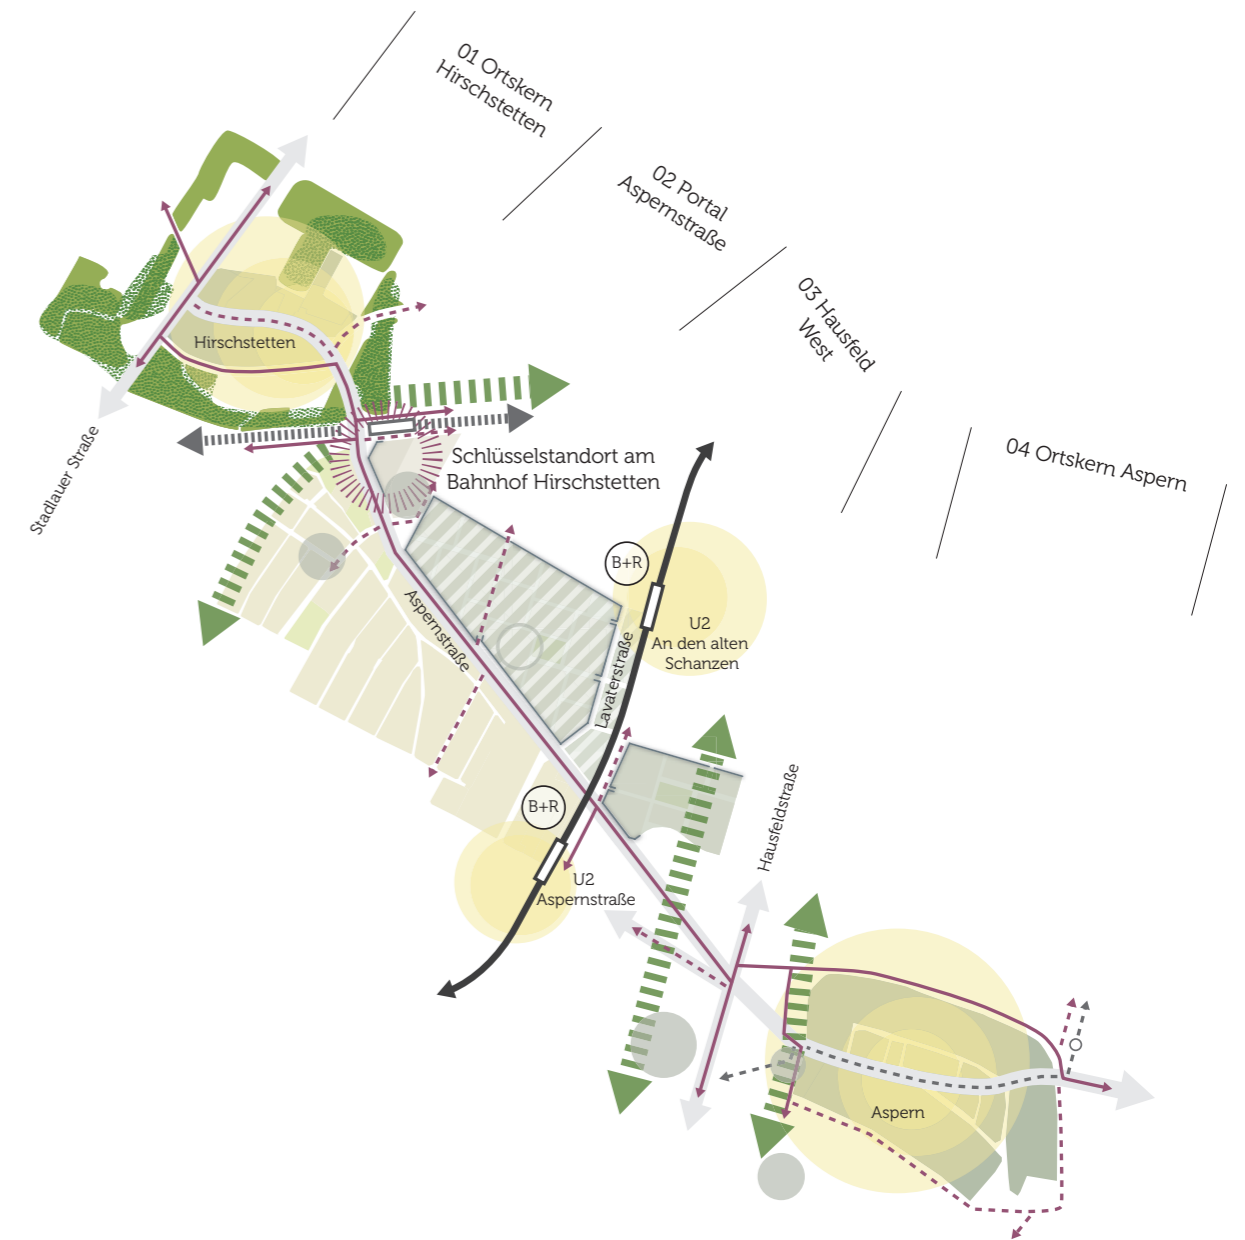 01 Ortskern
Hirschstetten
02 Portal
Aspernstraße
03 Hausfeld
West
04 Ortskern Aspern
Hirschstetten
Stadlauer Straße
Schlüsselstandort am
Bahnhof Hirschstetten
B+R
Aspernstraße
Lavaterstraße
U2
An den alten
Schanzen
B+R
U2
Aspernstraße
Hausfeldstraße
Aspern